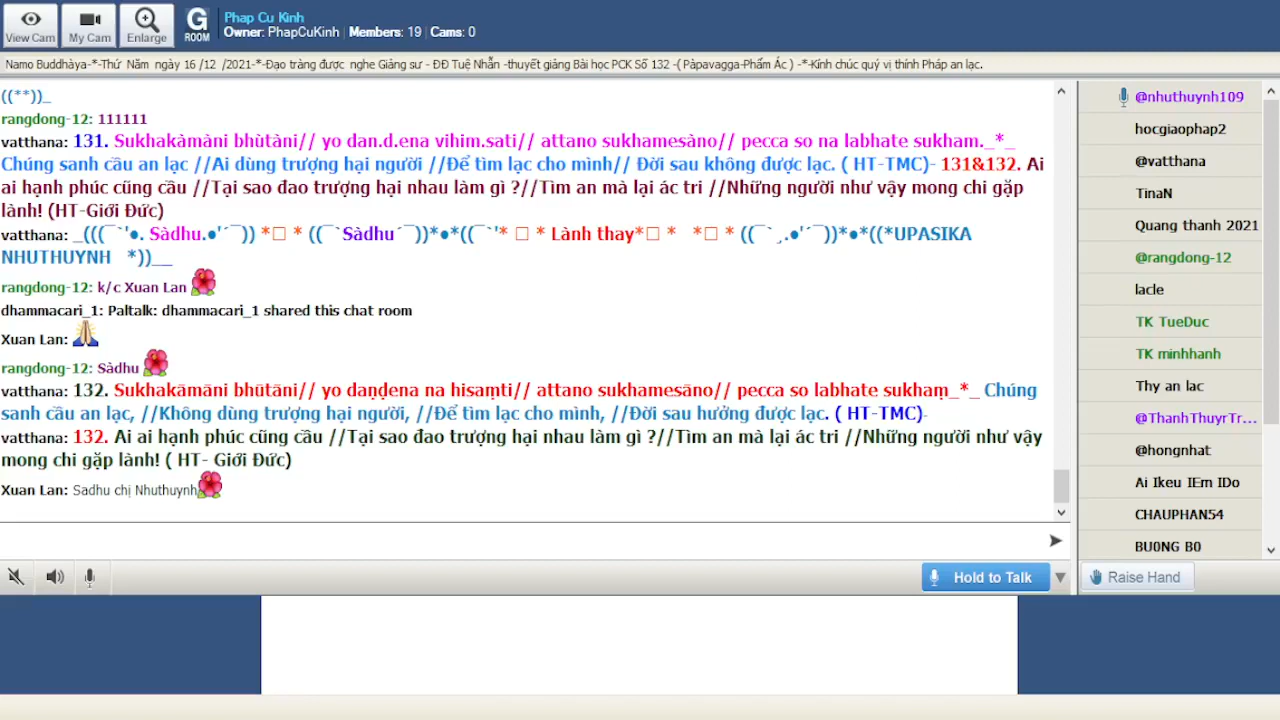 View Cam
My Cam
Enlarge
G
ROOM
Phap Cu Kinh
Owner: PhapCuKinh | Members: 19 | Cams: 0
Namo Buddhàya-*-Thứ Năm ngày 16 /12 /2021-*-Đạo tràng được nghe Giảng sư - ĐĐ Tuệ Nhẫn -thuyết giảng Bài học PCK Số 132 -( Pàpavagga-Phẩm Ác ) -*-Kính chúc quý vị thính Pháp an lạc.
((**))_
rangdong-12: 111111
vatthana: 131. Sukhakàmàni bhùtàni// yo dan.d.ena vihim.sati// attano sukhamesàno// pecca so na labhate sukham._*_
Chúng sanh cầu an lạc //Ai dùng trượng hại người //Để tìm lạc cho mình// Đời sau không được lạc. ( HT-TMC)- 131&132. Ai
ai hạnh phúc cũng cầu //Tại sao đao trượng hại nhau làm gì ?//Tìm an mà lại ác tri //Những người như vậy mong chi gặp
lành! (HT-Giới Đức)
vatthana: _(((¯`'●. Sàdhu.●'´¯)) *□ * ((¯`Sàdhu´¯))*●*((¯`'* □ * Lành thay*□ * *□ * ((¯`¸.●'´¯))*●*((*UPASIKA
NHUTHUYNH *))__
rangdong-12: k/c Xuan Lan
dhammacari_1: Paltalk: dhammacari_1 shared this chat room
Xuan Lan:
rangdong-12: Sàdhu
vatthana: 132. Sukhakāmāni bhūtāni// yo daṇḍena na hisaṃti// attano sukhamesāno// pecca so labhate sukhaṃ_*_ Chúng
sanh cầu an lạc, //Không dùng trượng hại người, //Để tìm lạc cho mình, //Đời sau hưởng được lạc. ( HT-TMC)-
vatthana: 132. Ai ai hạnh phúc cũng cầu //Tại sao đao trượng hại nhau làm gì ?//Tìm an mà lại ác tri //Những người như vậy
mong chi gặp lành! ( HT- Giới Đức)
Xuan Lan: Sadhu chị Nhuthuynh
Hold to Talk
@nhuthuynh109
hocgiaophap2
@vatthana
TinaN
Quang thanh 2021
@rangdong-12
lacle
TK TueDuc
TK minhhanh
Thy an lac
@ThanhThuyrTr...
@hongnhat
Ai Ikeu IEm IDo
CHAUPHAN54
BU0NG B0
Raise Hand